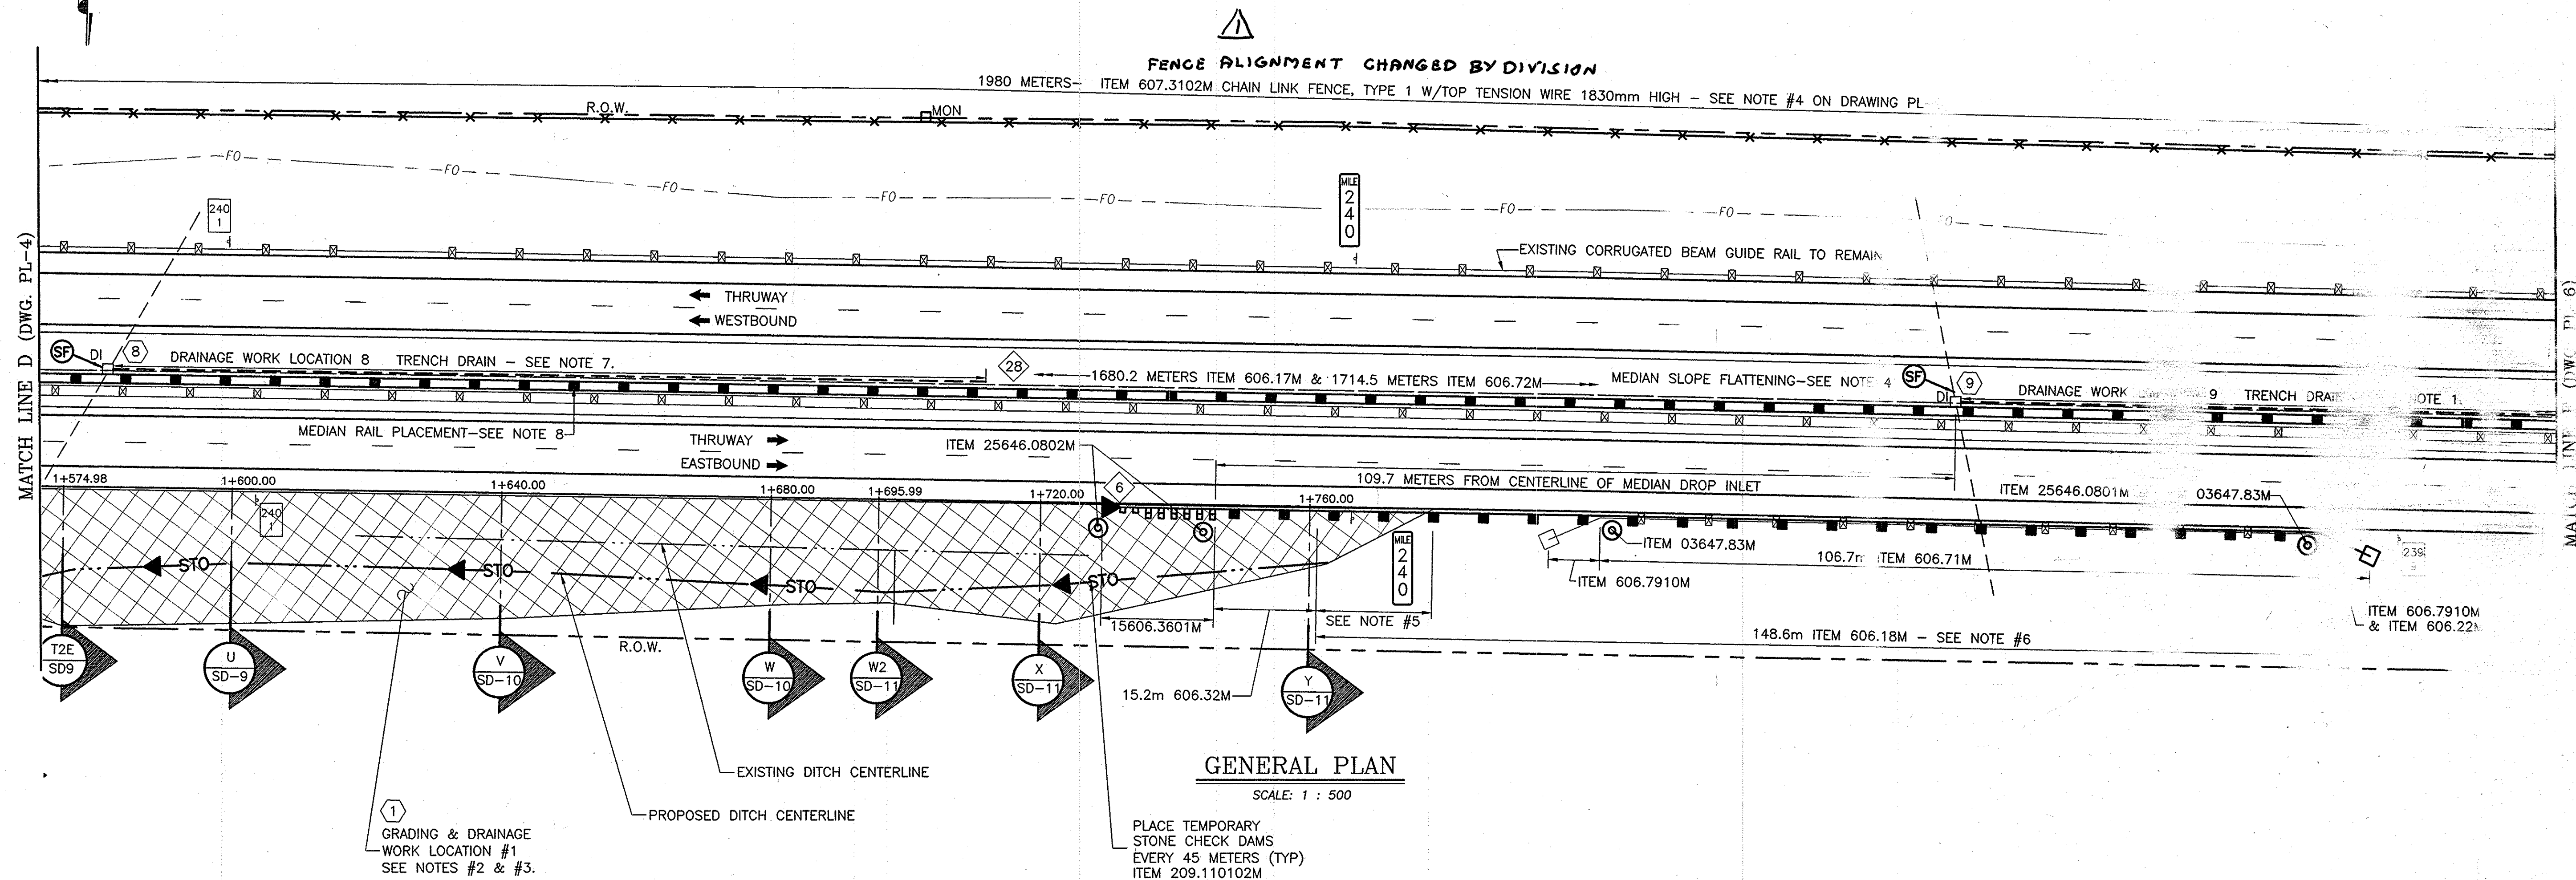 1
FENCE ALIGNMENT CHANGED BY DIVISION
1980 METERS- ITEM 607.3102M CHAIN LINK FENCE, TYPE 1 W/TOP TENSION WIRE 1830mm HIGH - SEE NOTE #4 ON DRAWING PL
R.O.W.
MON
FO
FO
FO
FO
FO
FO
FO
MILE
2
4
0
240
1
EXISTING CORRUGATED BEAM GUIDE RAIL TO REMAIN
THRUWAY
WESTBOUND
MATCH LINE D (DWG. PL-4)
SF
DI
8
DRAINAGE WORK LOCATION 8 TRENCH DRAIN - SEE NOTE 7.
28
1680.2 METERS ITEM 606.17M & 1714.5 METERS ITEM 606.72M
MEDIAN SLOPE FLATTENING-SEE NOTE 4
SF
DI
9
DRAINAGE WORK 9 TRENCH DRAIN NOTE 1.
MEDIAN RAIL PLACEMENT-SEE NOTE 8
THRUWAY
EASTBOUND
ITEM 25646.0802M
109.7 METERS FROM CENTERLINE OF MEDIAN DROP INLET
ITEM 25646.0801M
03647.83M
1+574.98
1+600.00
1+640.00
1+680.00
1+695.99
1+720.00
6
1+760.00
240
1
STO
STO
STO
STO
MILE
2
4
0
ITEM 03647.83M
106.7m ITEM 606.71M
239
ITEM 606.7910M
ITEM 606.7910M
& ITEM 606.22M
15606.3601M
SEE NOTE #5
148.6m ITEM 606.18M - SEE NOTE #6
R.O.W.
T2E
SD9
U
SD-9
V
SD-10
W
SD-10
W2
SD-11
X
SD-11
Y
SD-11
15.2m 606.32M
EXISTING DITCH CENTERLINE
PROPOSED DITCH CENTERLINE
GENERAL PLAN
SCALE: 1 : 500
1
GRADING & DRAINAGE
WORK LOCATION #1
SEE NOTES #2 & #3.
PLACE TEMPORARY
STONE CHECK DAMS
EVERY 45 METERS (TYP)
ITEM 209.110102M